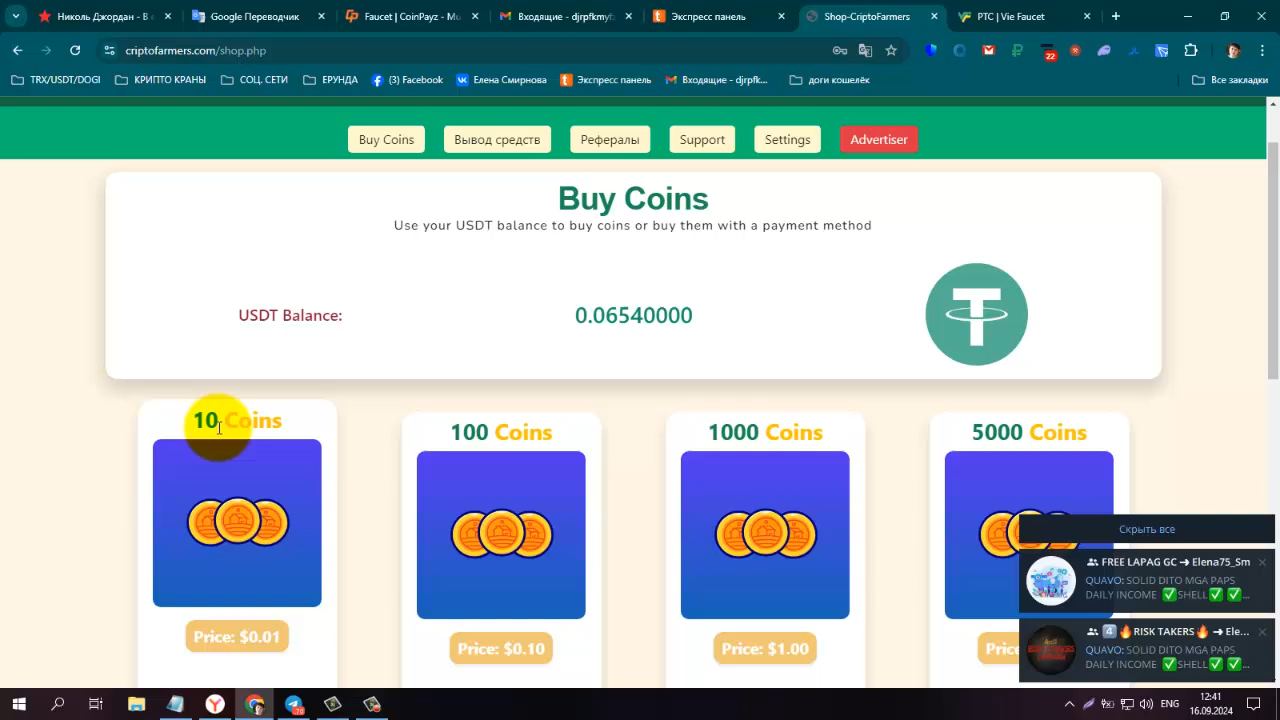 Николь Джордан - В е
Google Переводчик
Faucet | CoinPayz - Mu
Входящие - djrpfkmyfz
Экспресс панель
Shop-CriptoFarmers
PTC | Vie Faucet
criptofarmers.com/shop.php
22
TRX/USDT/DOGI
КРИПТО КРАНЫ
СОЦ. СЕТИ
ЕРУНДА
(3) Facebook
Елена Смирнова
Экспресс панель
Входящие - djrpfk...
доги кошелёк
Все закладки
Buy Coins
Вывод средств
Рефералы
Support
Settings
Advertiser
Buy Coins
Use your USDT balance to buy coins or buy them with a payment method
USDT Balance:
0.06540000
10 Coins
100 Coins
1000 Coins
5000 Coins
Price: $0.01
Price: $0.10
Price: $1.00
Price
Скрыть все
FREE LAPAG GC ➜ Elena75_Sm
QUAVO: SOLID DITO MGA PAPS
DAILY INCOME ✅SHELL✅ ✅...
4 🔥RISK TAKERS🔥 ➜ Ele...
QUAVO: SOLID DITO MGA PAPS
DAILY INCOME ✅SHELL✅ ✅...
ENG
12:41
16.09.2024